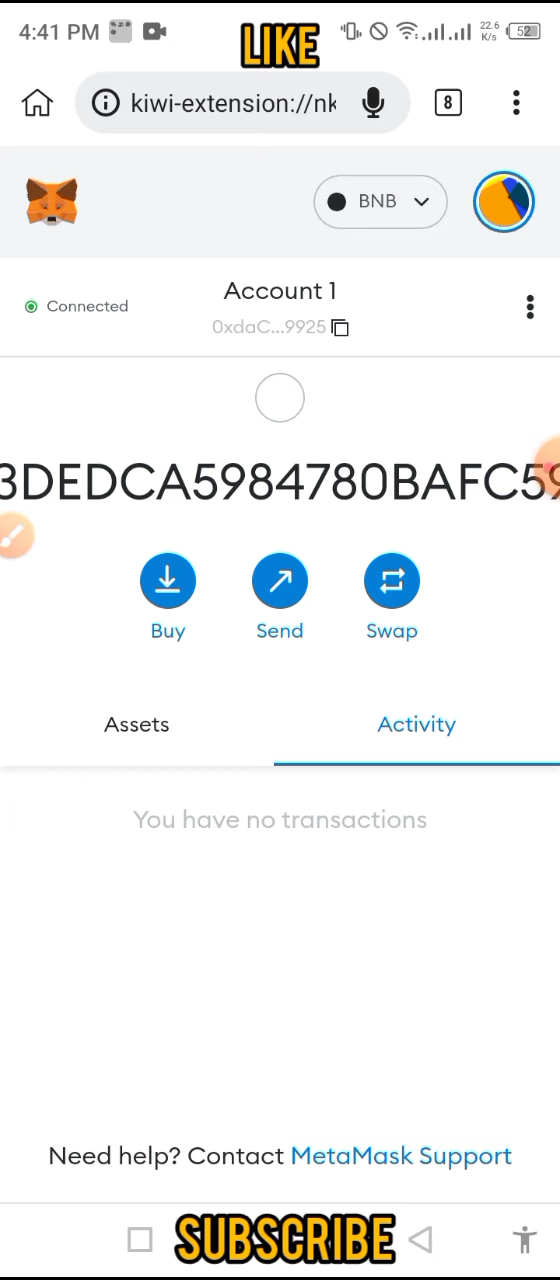 4:41 PM
LIKE
22.6
K/s
52
kiwi-extension://nk
8
BNB
Connected
Account 1
0xdaC...9925
3DEDCA5984780BAFC59
Buy
Send
Swap
Assets
Activity
You have no transactions
Need help? Contact MetaMask Support
SUBSCRIBE